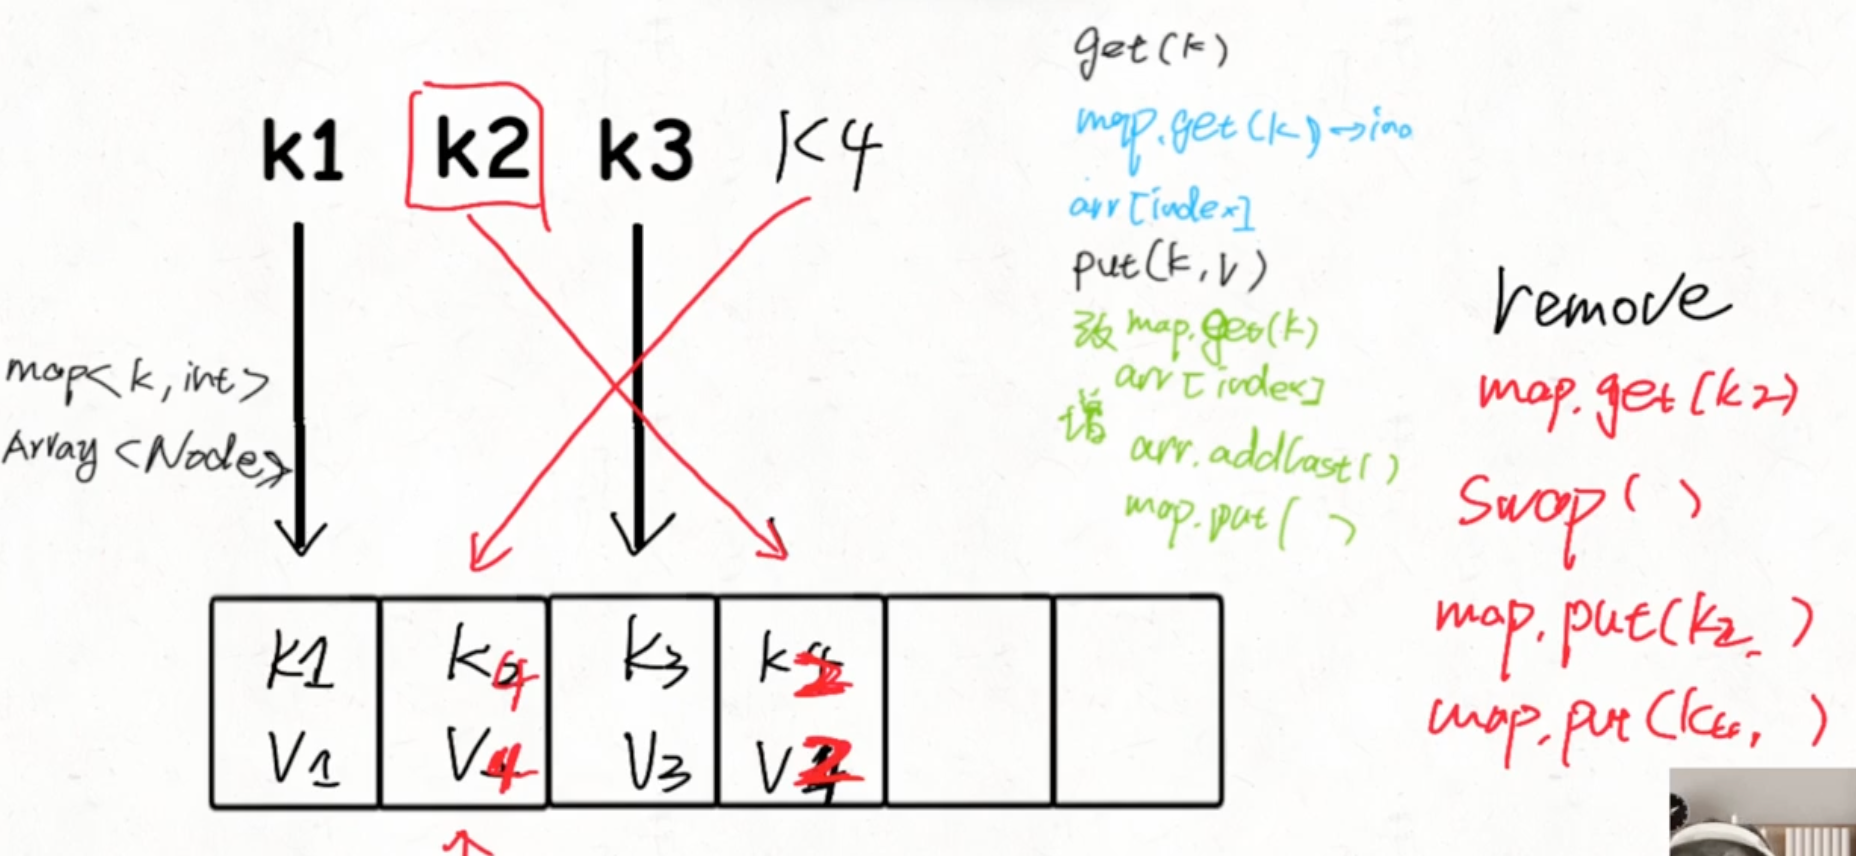 k1 k2 k3 K4
map<k,int>
Array<Node>
k1 k4 k3 k2
V1 V4 V3 V2
get(k)
map.get(k)→
arr[index]
put(k,V)
改 map.get(k)
arr[index]
增 arr.addLast()
map.put( )
remove
map.get(k2)
Swap( )
map.put(k2, )
map.put(k4, )